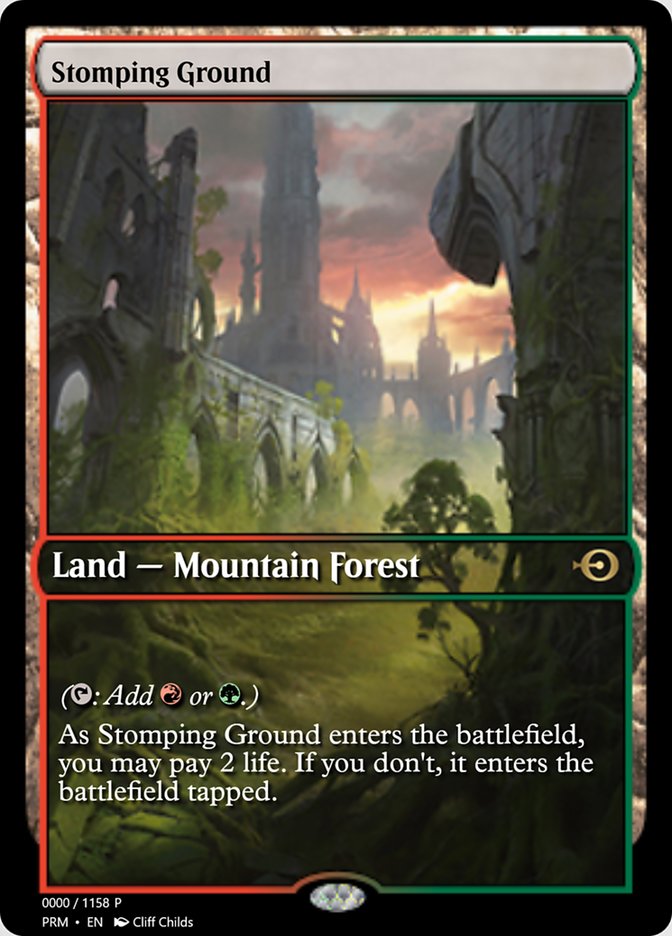 Stomping Ground
Land — Mountain Forest
(: Add or .)
As Stomping Ground enters the battlefield,
you may pay 2 life. If you don't, it enters the
battlefield tapped.
0000 / 1158 P
PRM • EN Cliff Childs